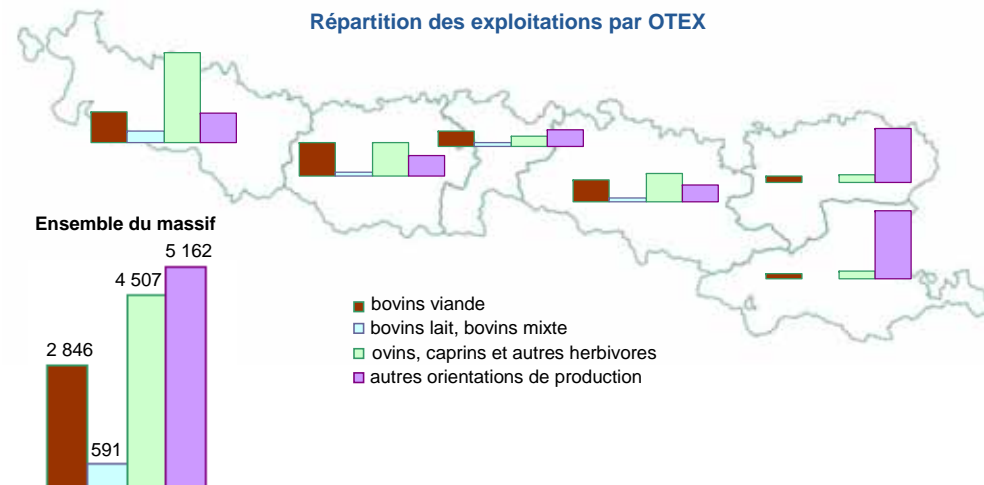 Répartition des exploitations par OTEX
Ensemble du massif
5 162
4 507
2 846
591
bovins viande
bovins lait, bovins mixte
ovins, caprins et autres herbivores
autres orientations de production